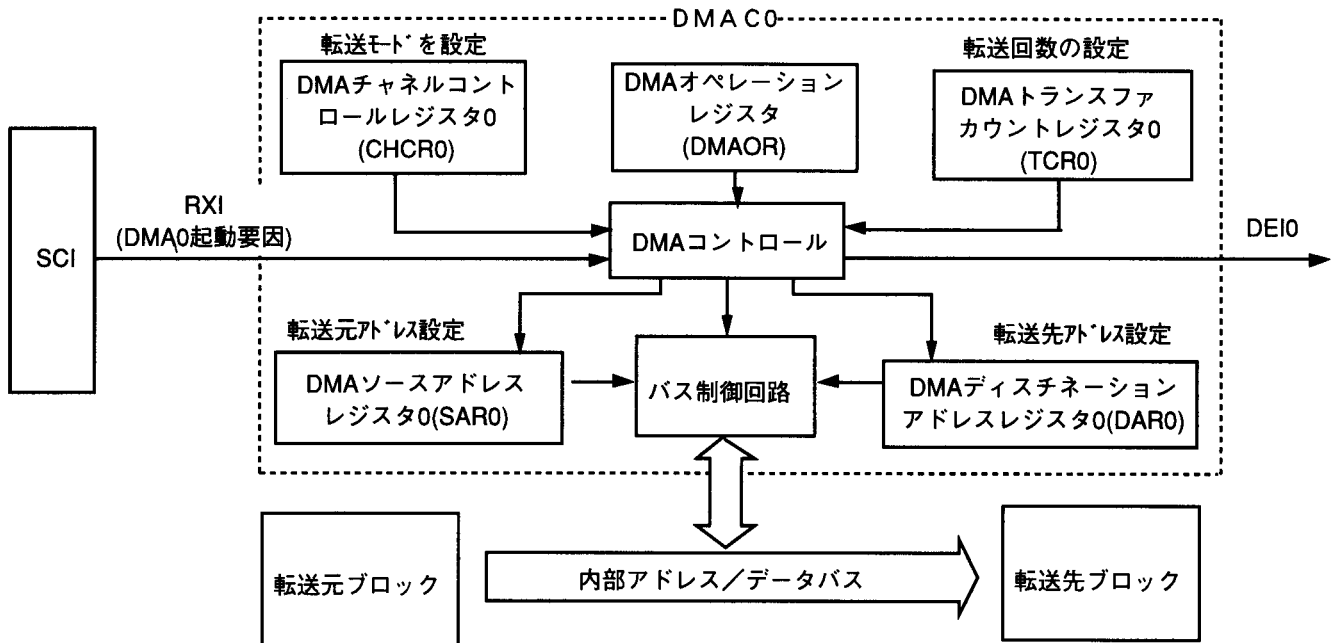 DMAC0
転送モードを設定
DMAチャネルコント
ロールレジスタ0
(CHCR0)
DMAオペレーション
レジスタ
(DMAOR)
転送回数の設定
DMAトランスファ
カウントレジスタ0
(TCR0)
SCI
RXI
(DMA0起動要因)
DMAコントロール
DEI0
転送元アドレス設定
DMAソースアドレス
レジスタ0(SAR0)
バス制御回路
転送先アドレス設定
DMAディスチネーション
アドレスレジスタ0(DAR0)
転送元ブロック
内部アドレス／データバス
転送先ブロック